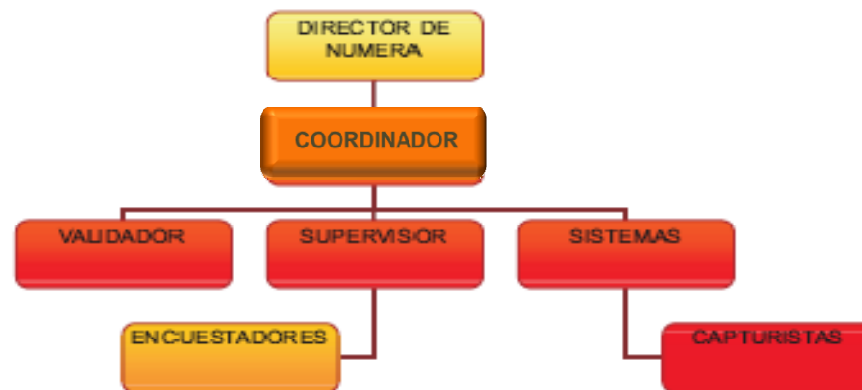 DIRECTOR DE
NUMERA
COORDINADOR
VALIDADOR
SUPERVISOR
SISTEMAS
ENCUESTADORES
CAPTURISTAS